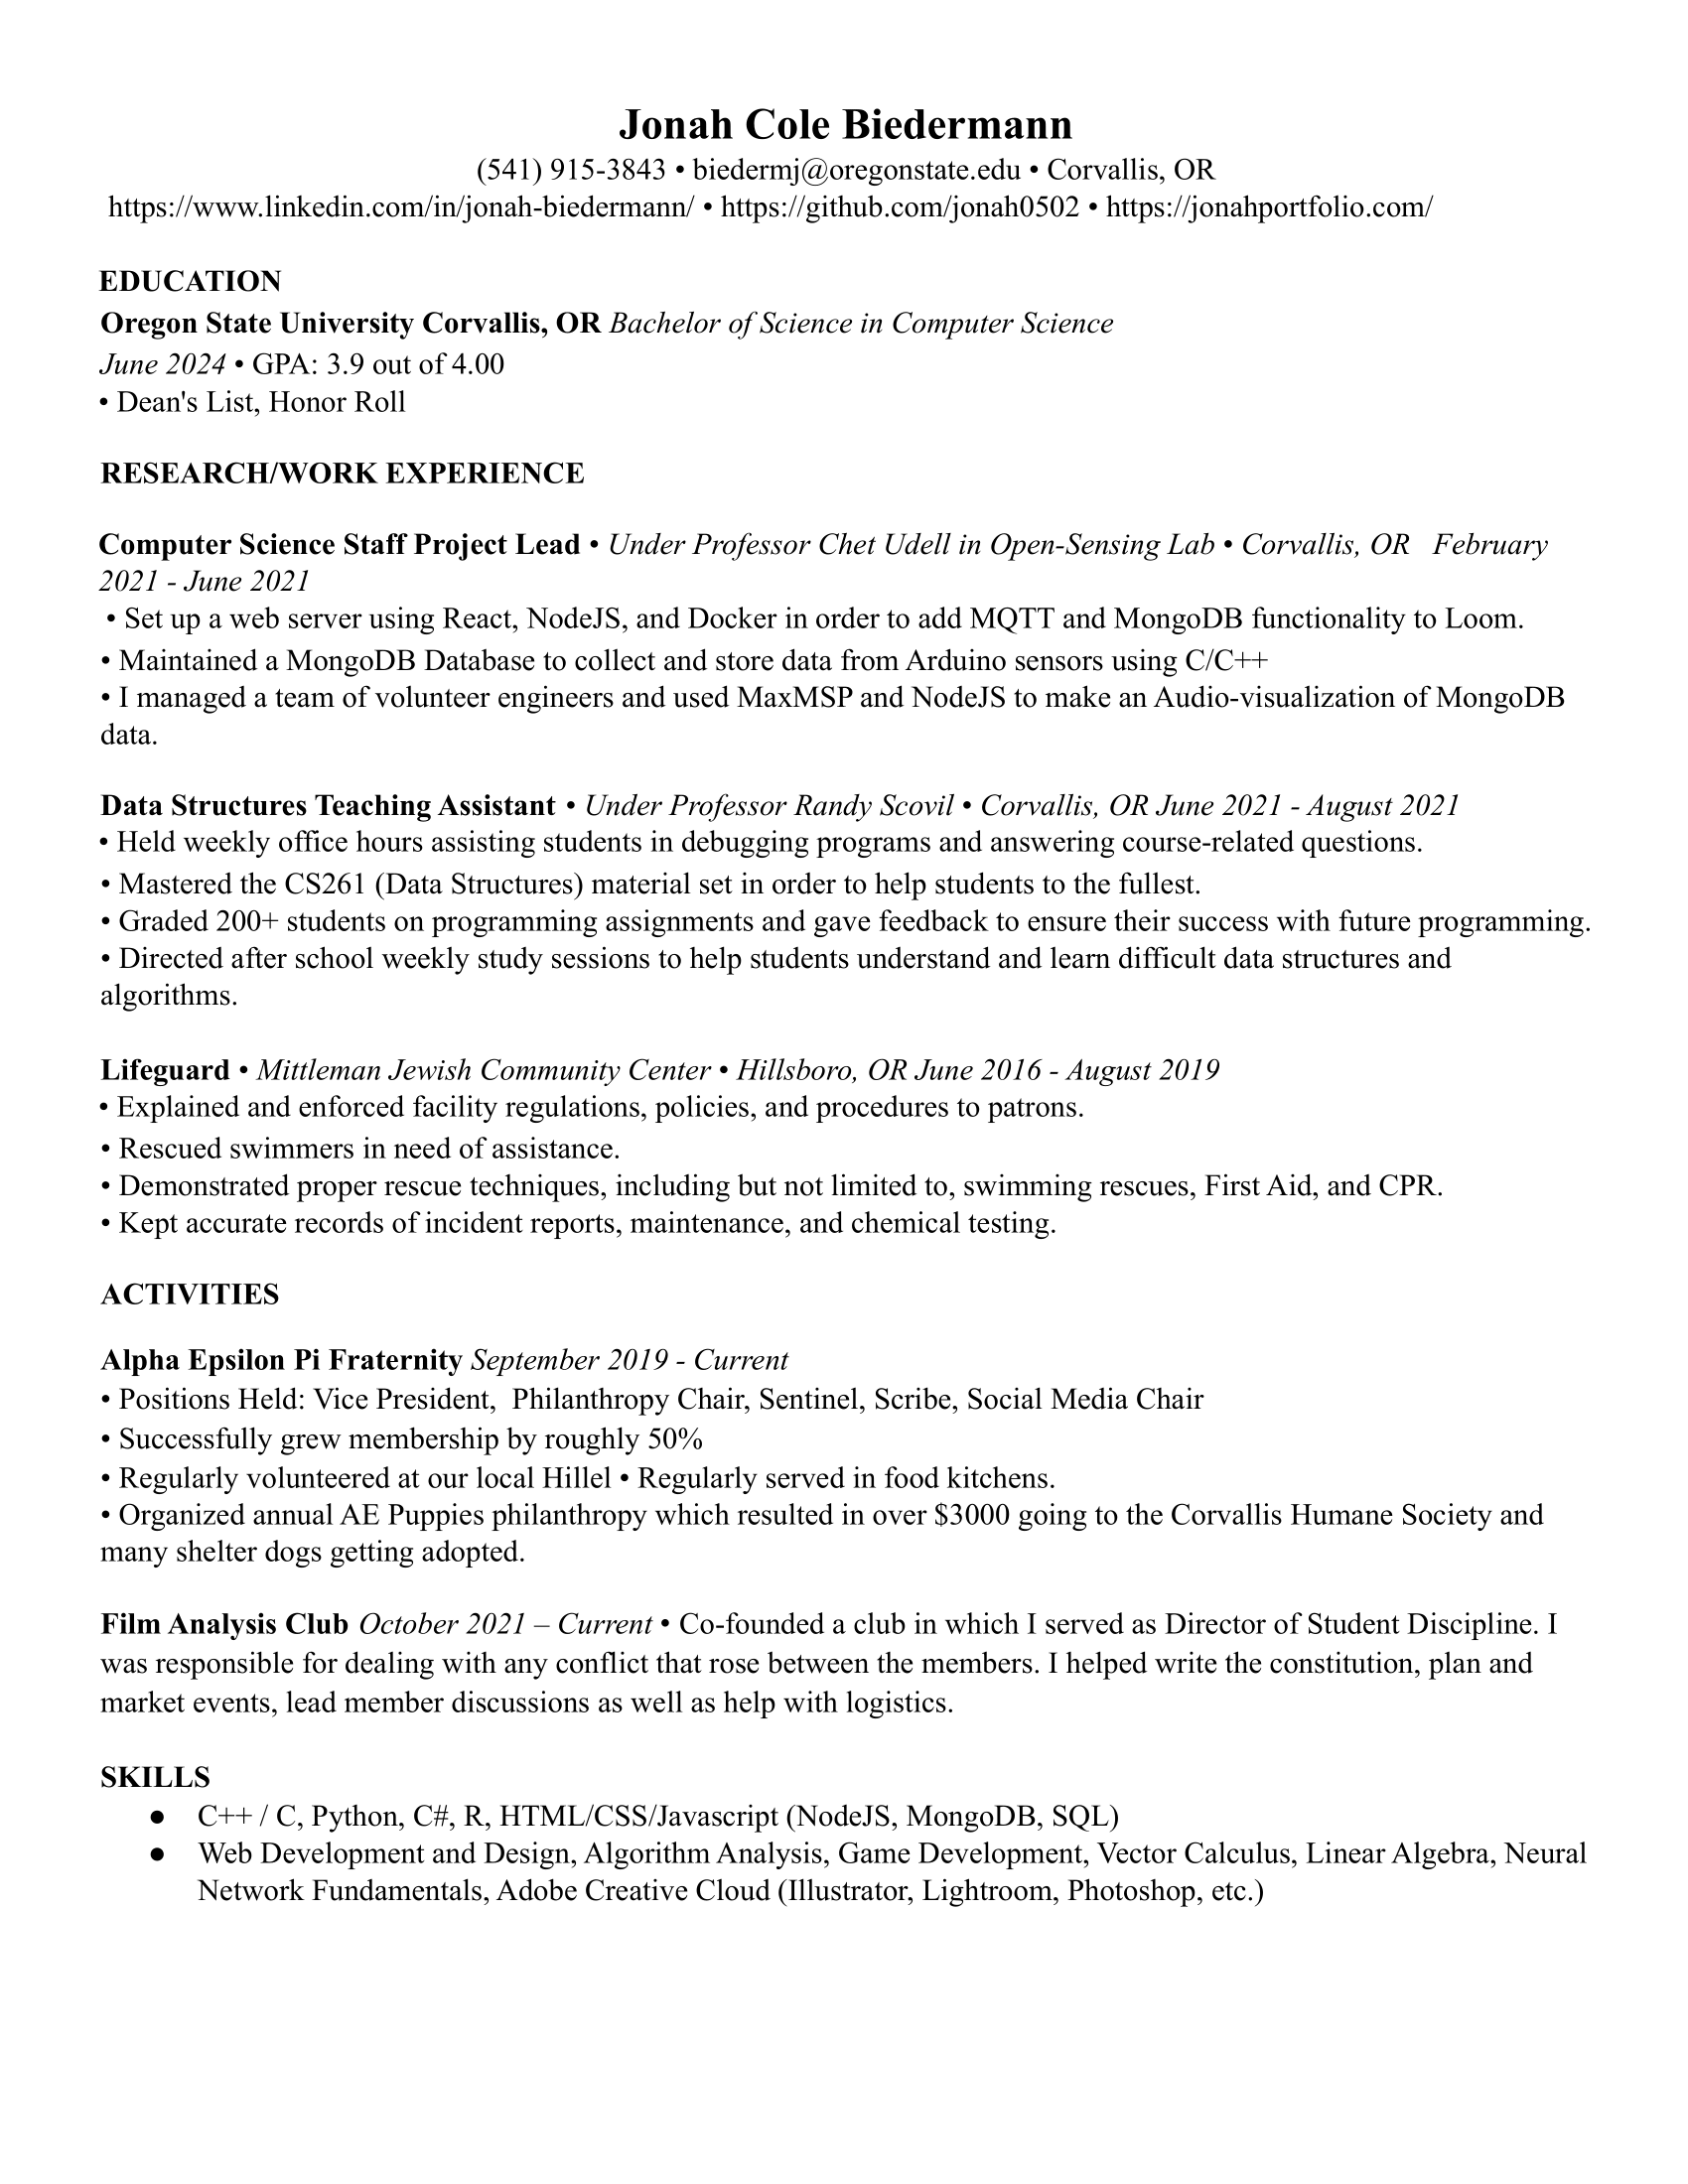 Jonah Cole Biedermann
(541) 915-3843 • biedermj@oregonstate.edu • Corvallis, OR
https://www.linkedin.com/in/jonah-biedermann/ • https://github.com/jonah0502 • https://jonahportfolio.com/
EDUCATION
Oregon State University Corvallis, OR Bachelor of Science in Computer Science
June 2024 • GPA: 3.9 out of 4.00
• Dean's List, Honor Roll
RESEARCH/WORK EXPERIENCE
Computer Science Staff Project Lead • Under Professor Chet Udell in Open-Sensing Lab • Corvallis, OR February
2021 - June 2021
• Set up a web server using React, NodeJS, and Docker in order to add MQTT and MongoDB functionality to Loom.
• Maintained a MongoDB Database to collect and store data from Arduino sensors using C/C++
• I managed a team of volunteer engineers and used MaxMSP and NodeJS to make an Audio-visualization of MongoDB
data.
Data Structures Teaching Assistant • Under Professor Randy Scovil • Corvallis, OR June 2021 - August 2021
• Held weekly office hours assisting students in debugging programs and answering course-related questions.
• Mastered the CS261 (Data Structures) material set in order to help students to the fullest.
• Graded 200+ students on programming assignments and gave feedback to ensure their success with future programming.
• Directed after school weekly study sessions to help students understand and learn difficult data structures and
algorithms.
Lifeguard • Mittleman Jewish Community Center • Hillsboro, OR June 2016 - August 2019
• Explained and enforced facility regulations, policies, and procedures to patrons.
• Rescued swimmers in need of assistance.
• Demonstrated proper rescue techniques, including but not limited to, swimming rescues, First Aid, and CPR.
• Kept accurate records of incident reports, maintenance, and chemical testing.
ACTIVITIES
Alpha Epsilon Pi Fraternity September 2019 - Current
• Positions Held: Vice President, Philanthropy Chair, Sentinel, Scribe, Social Media Chair
• Successfully grew membership by roughly 50%
• Regularly volunteered at our local Hillel • Regularly served in food kitchens.
• Organized annual AE Puppies philanthropy which resulted in over $3000 going to the Corvallis Humane Society and
many shelter dogs getting adopted.
Film Analysis Club October 2021 – Current • Co-founded a club in which I served as Director of Student Discipline. I
was responsible for dealing with any conflict that rose between the members. I helped write the constitution, plan and
market events, lead member discussions as well as help with logistics.
SKILLS
● C++ / C, Python, C#, R, HTML/CSS/Javascript (NodeJS, MongoDB, SQL)
● Web Development and Design, Algorithm Analysis, Game Development, Vector Calculus, Linear Algebra, Neural
Network Fundamentals, Adobe Creative Cloud (Illustrator, Lightroom, Photoshop, etc.)